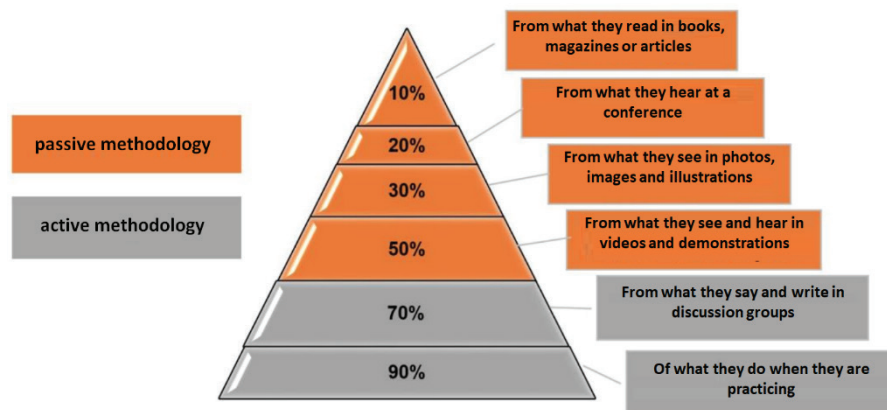 From what they read in books,
magazines or articles
10%
From what they hear at a
conference
passive methodology
20%
From what they see in photos,
images and illustrations
30%
active methodology
From what they see and hear in
videos and demonstrations
50%
From what they say and write in
discussion groups
70%
Of what they do when they are
practicing
90%